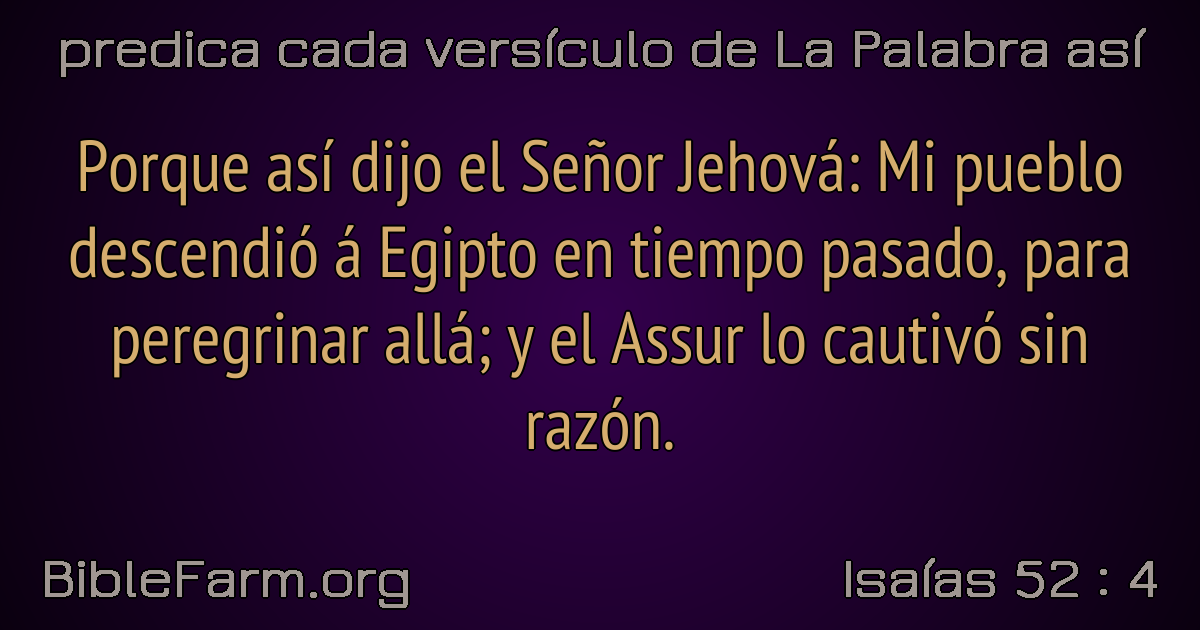 predica cada versículo de La Palabra así
Porque así dijo el Señor Jehová: Mi pueblo
descendió á Egipto en tiempo pasado, para
peregrinar allá; y el Assur lo cautivó sin
razón.
BibleFarm.org
Isaías 52 : 4